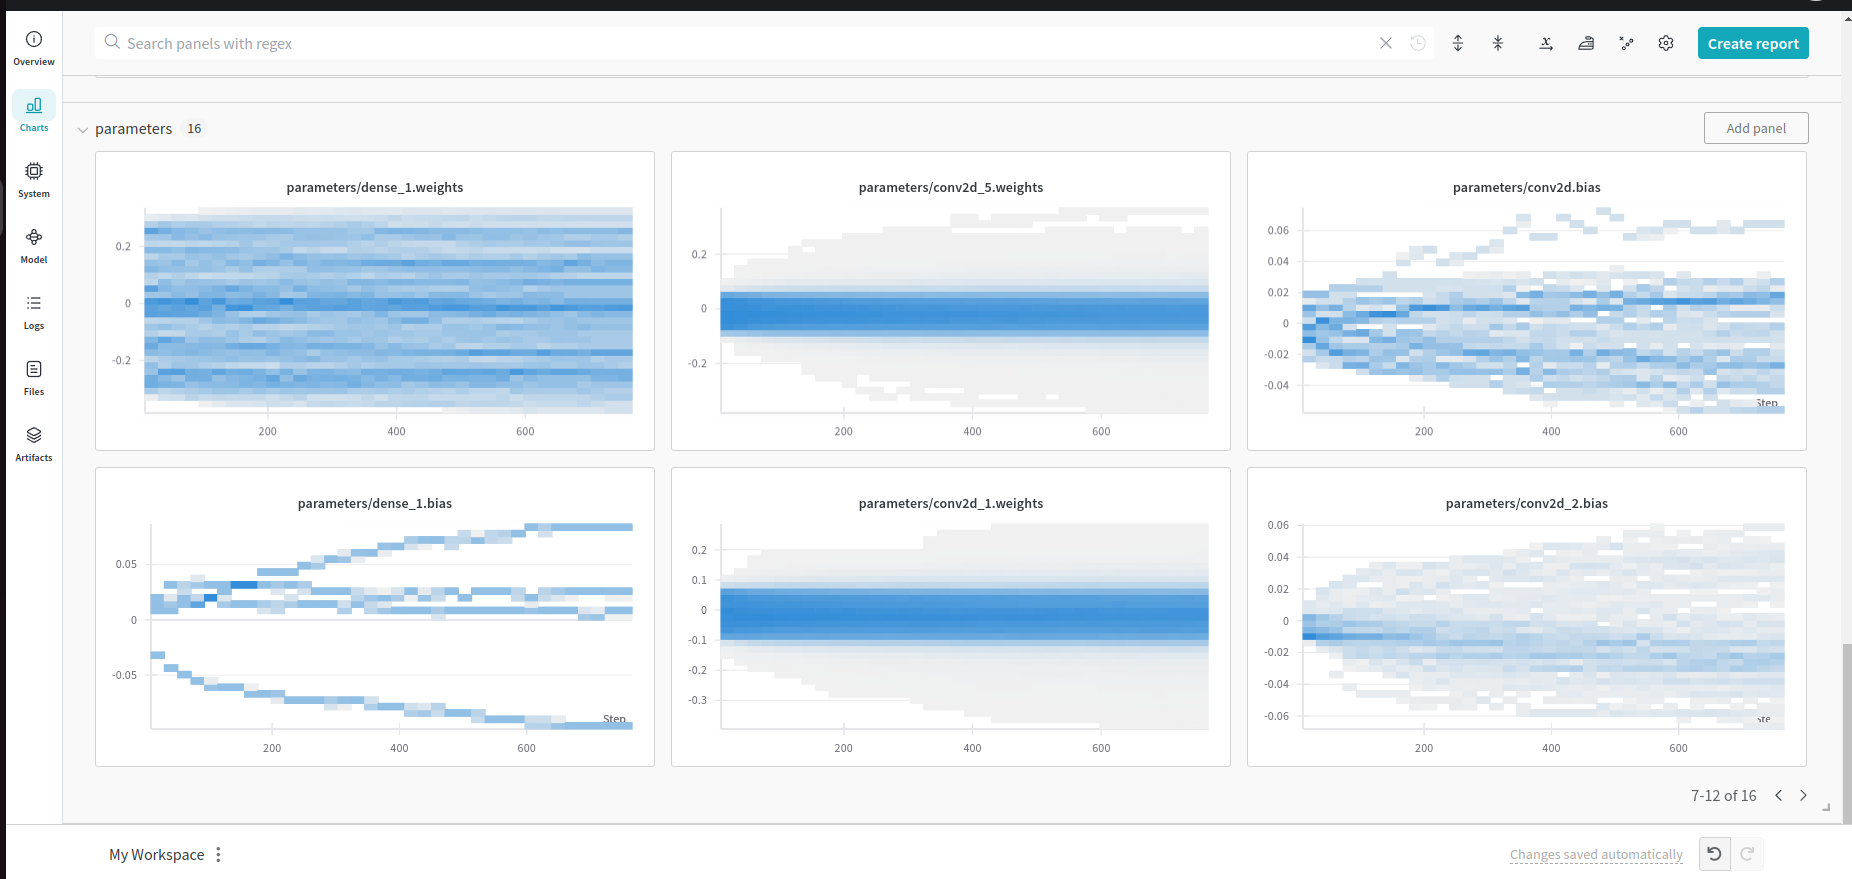 Search panels with regex
Create report
Overview
Charts
System
Model
Logs
Files
Artifacts
parameters 16
Add panel
parameters/dense_1.weights
0.2
0
-0.2
200 400 600
parameters/conv2d_5.weights
0.2
0
-0.2
200 400 600
parameters/conv2d.bias
0.06
0.04
0.02
0
-0.02
-0.04
Step
200 400 600
parameters/dense_1.bias
0.05
0
-0.05
Step
200 400 600
parameters/conv2d_1.weights
0.2
0.1
0
-0.1
-0.2
-0.3
200 400 600
parameters/conv2d_2.bias
0.06
0.04
0.02
0
-0.02
-0.04
-0.06
200 400 600
7-12 of 16
My Workspace
Changes saved automatically